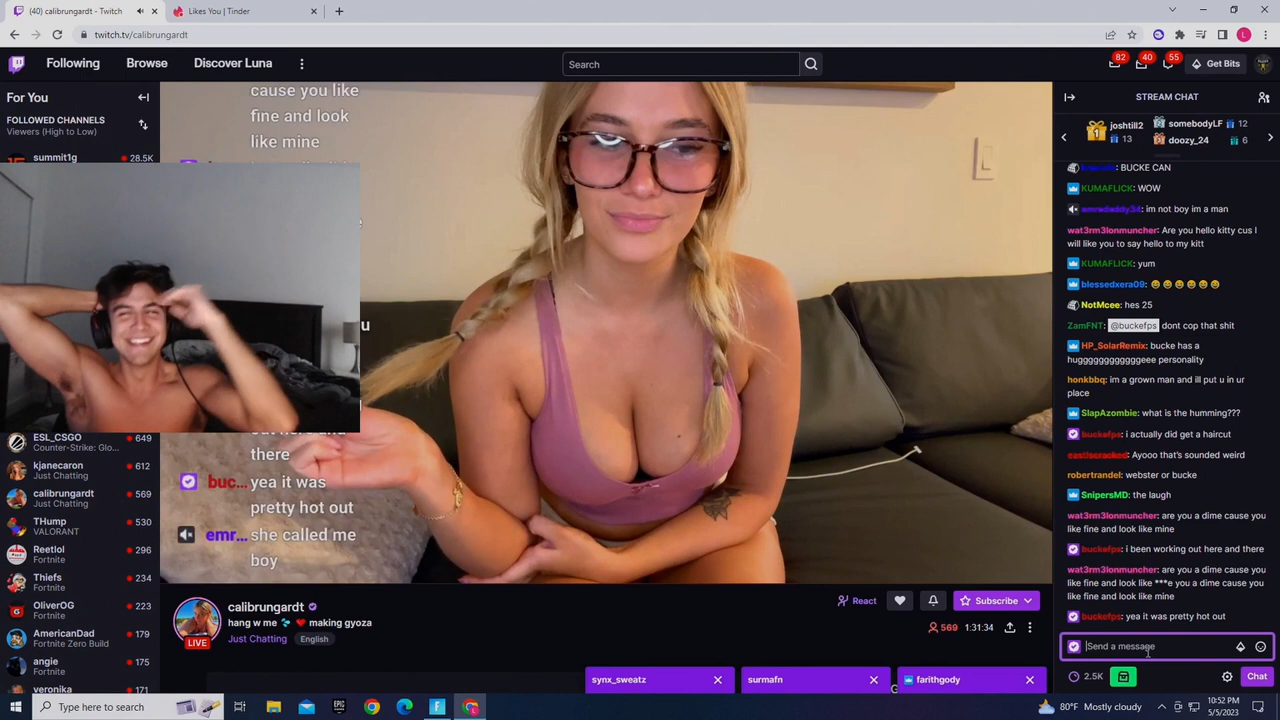 (40) calibrungardt - Twitch
Likes You | Tinder
twitch.tv/calibrungardt
Following
Browse
Discover Luna
Search
82
40
55
Get Bits
For You
FOLLOWED CHANNELS
Viewers (High to Low)
summit1g
28.5K
ESL_CSGO
649
Counter-Strike: Glo...
kjanecaron
612
Just Chatting
calibrungardt
569
Just Chatting
THump
530
VALORANT
Reetlol
296
Fortnite
Thiefs
234
Fortnite
OliverOG
223
Fortnite
AmericanDad
179
Fortnite Zero Build
angie
175
Fortnite
veronika
171
cause you like
fine and look
like mine
there
buc...
yea it was
pretty hot out
emr...
she called me
boy
LIVE
calibrungardt
hang w me
making gyoza
Just Chatting
English
React
Subscribe
569
1:31:34
synx_sweatz
surmafn
farithgody
STREAM CHAT
1
joshtill2
13
somebodyLF
12
doozy_24
6
BUCKE CAN
KUMAFLICK: WOW
emredaddy34: im not boy im a man
wat3rm3lonmuncher: Are you hello kitty cus I
will like you to say hello to my kitt
KUMAFLICK: yum
blessedxera09:
NotMcee: hes 25
ZamFNT: @buckefps dont cop that shit
HP_SolarRemix: bucke has a
huggggggggggggeee personality
honkbbq: im a grown man and ill put u in ur
place
SlapAzombie: what is the humming???
buckefps: i actually did get a haircut
Ayooo that's sounded weird
robertrandel: webster or bucke
SnipersMD: the laugh
wat3rm3lonmuncher: are you a dime cause you
like fine and look like mine
buckefps: i been working out here and there
wat3rm3lonmuncher: are you a dime cause you
like fine and look like ***e you a dime cause you
like fine and look like mine
buckefps: yea it was pretty hot out
Send a message
2.5K
Chat
Type here to search
80°F Mostly cloudy
10:52 PM
5/5/2023